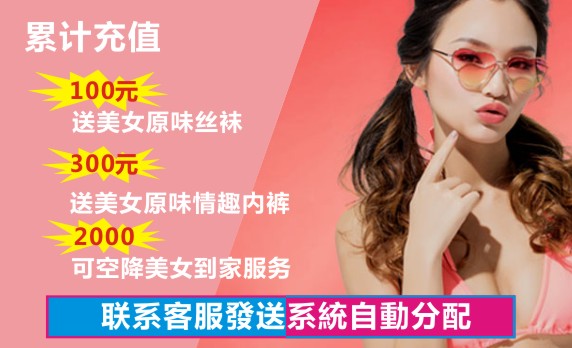 累计充值
100元
送美女原味丝袜
300元
送美女原味情趣内裤
2000
可空降美女到家服务
联系客服發送系統自動分配